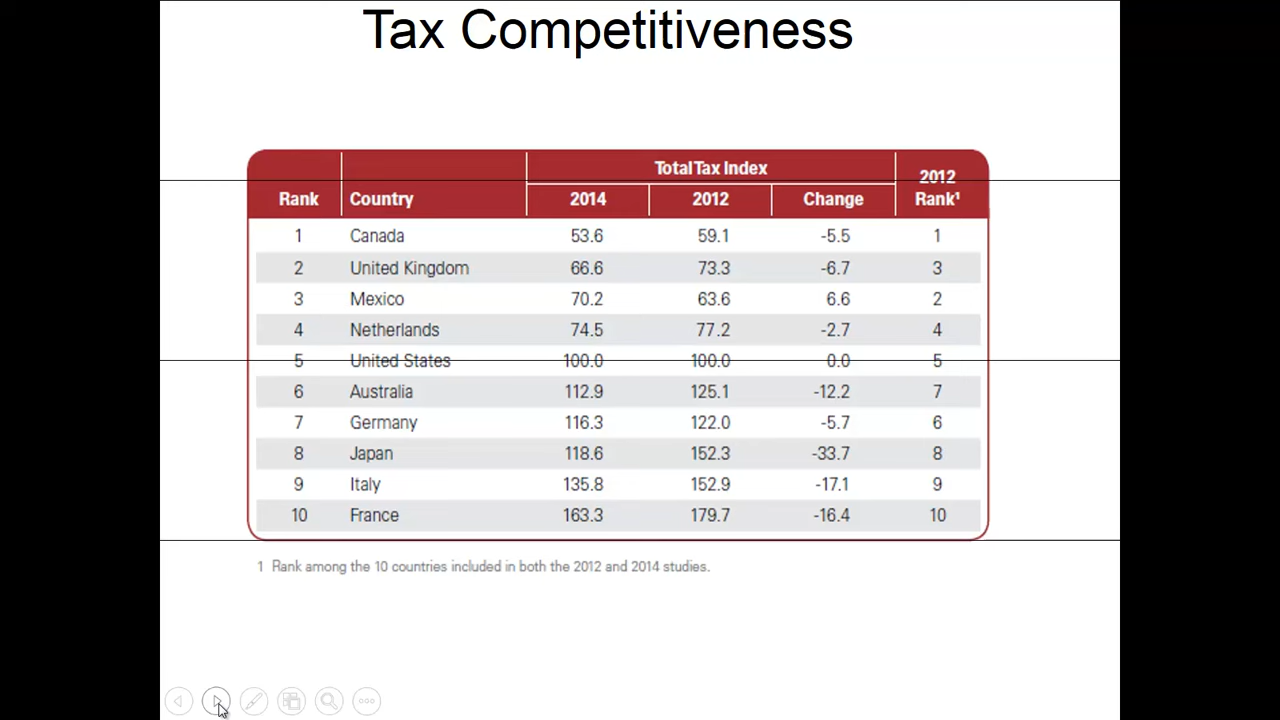 Tax Competitiveness
Total Tax Index
2012
Rank Country 2014 2012 Change Rank¹
1 Canada 53.6 59.1 -5.5 1
2 United Kingdom 66.6 73.3 -6.7 3
3 Mexico 70.2 63.6 6.6 2
4 Netherlands 74.5 77.2 -2.7 4
5 United States 100.0 100.0 0.0 5
6 Australia 112.9 125.1 -12.2 7
7 Germany 116.3 122.0 -5.7 6
8 Japan 118.6 152.3 -33.7 8
9 Italy 135.8 152.9 -17.1 9
10 France 163.3 179.7 -16.4 10
1 Rank among the 10 countries included in both the 2012 and 2014 studies.